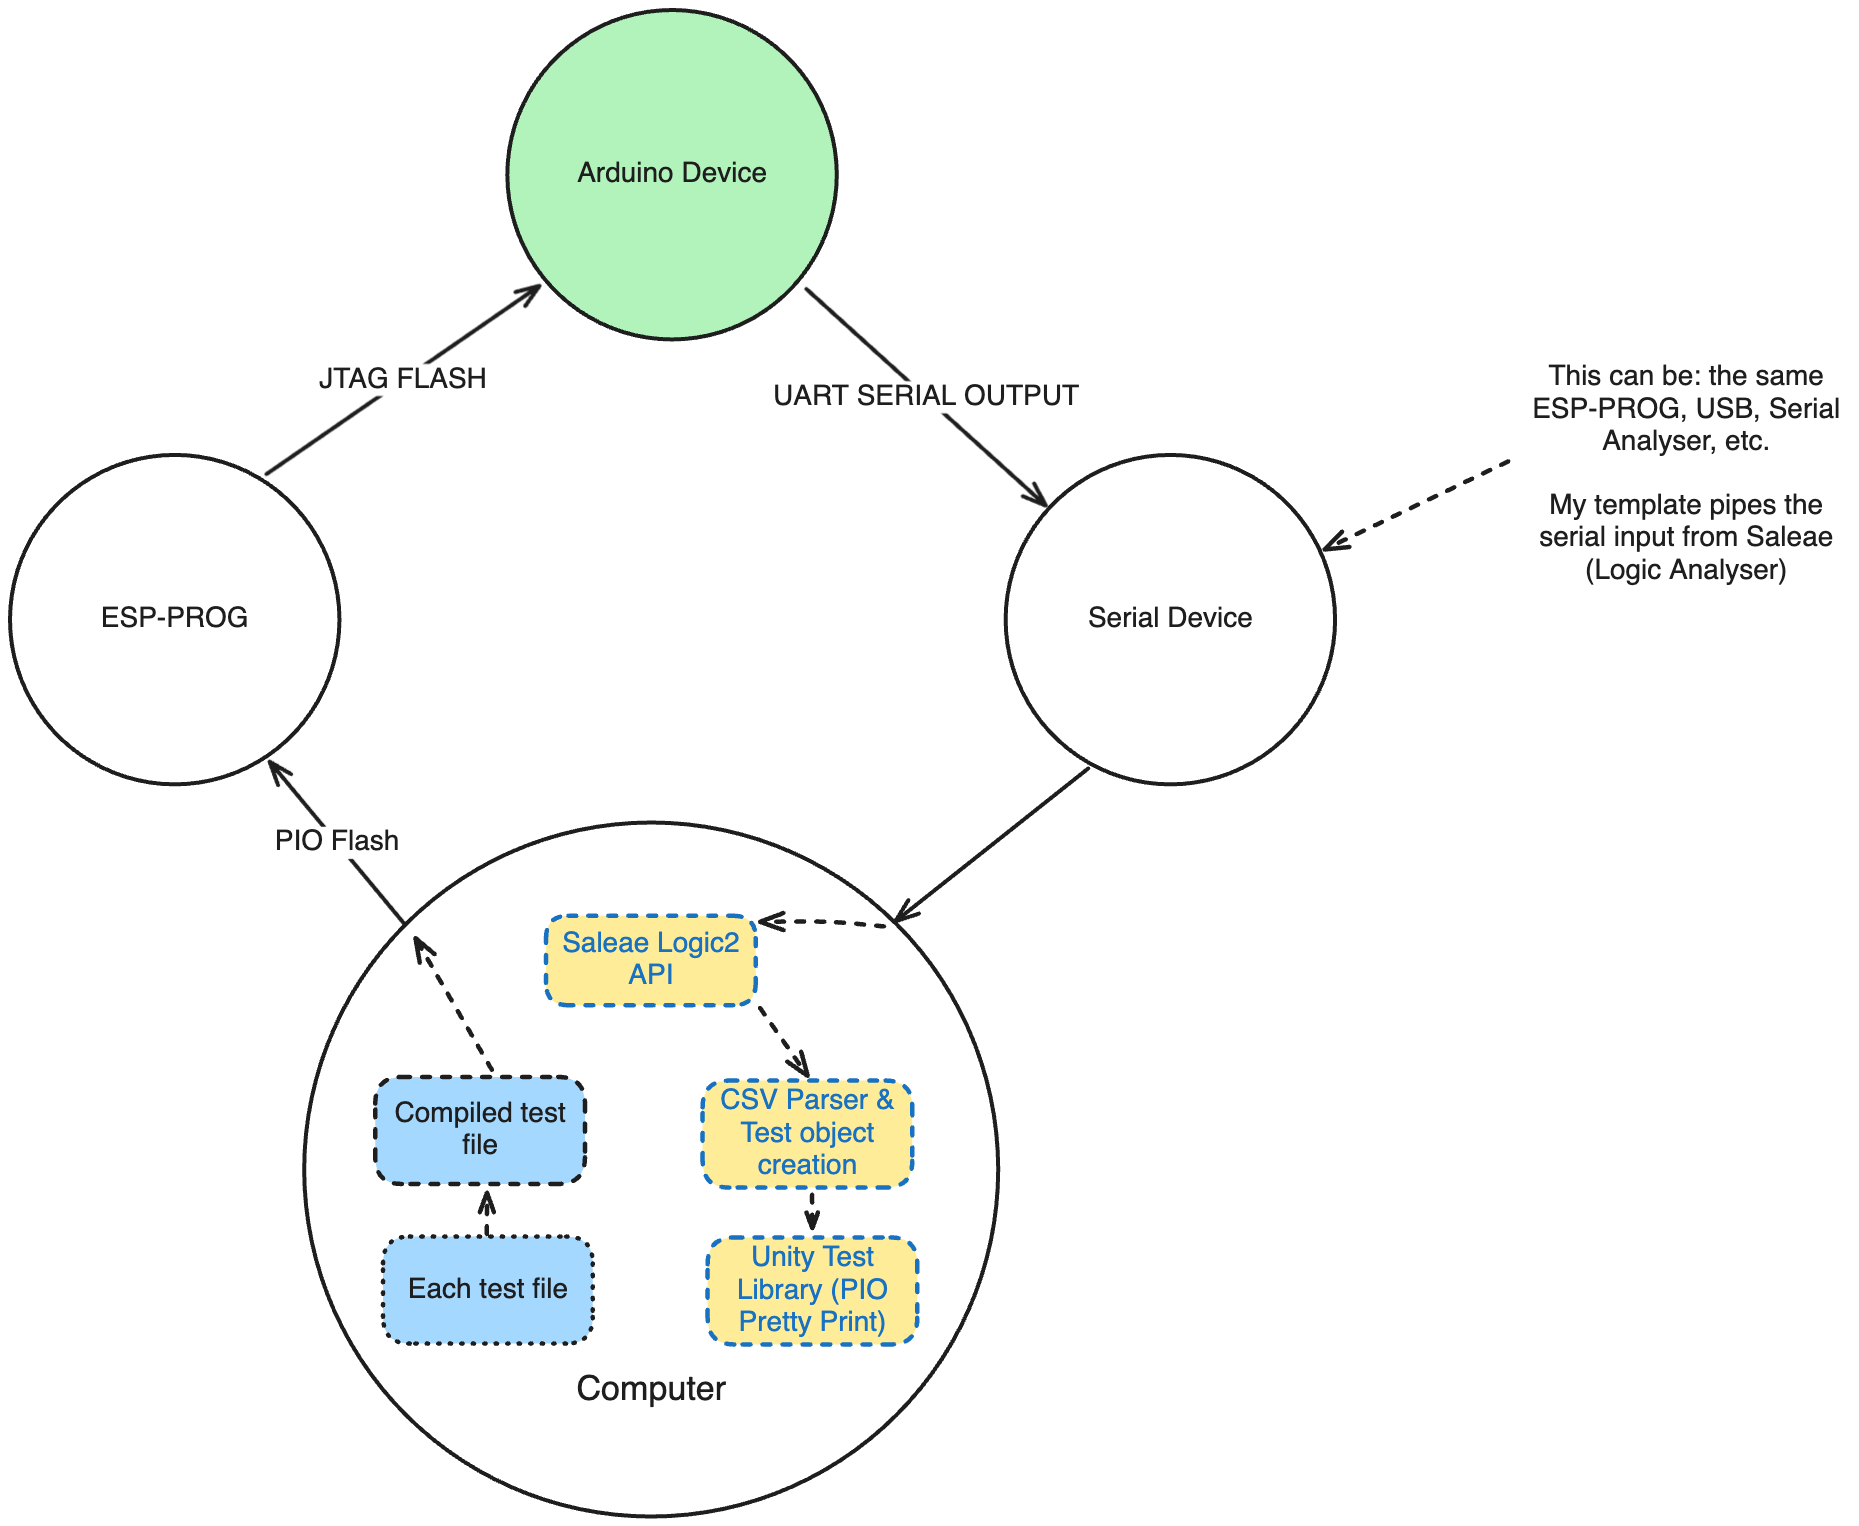 Arduino Device
JTAG FLASH
UART SERIAL OUTPUT
This can be: the same
ESP-PROG, USB, Serial
Analyser, etc.
My template pipes the
serial input from Saleae
(Logic Analyser)
ESP-PROG
Serial Device
PIO Flash
Saleae Logic2
API
Compiled test
file
CSV Parser &
Test object
creation
Each test file
Unity Test
Library (PIO
Pretty Print)
Computer